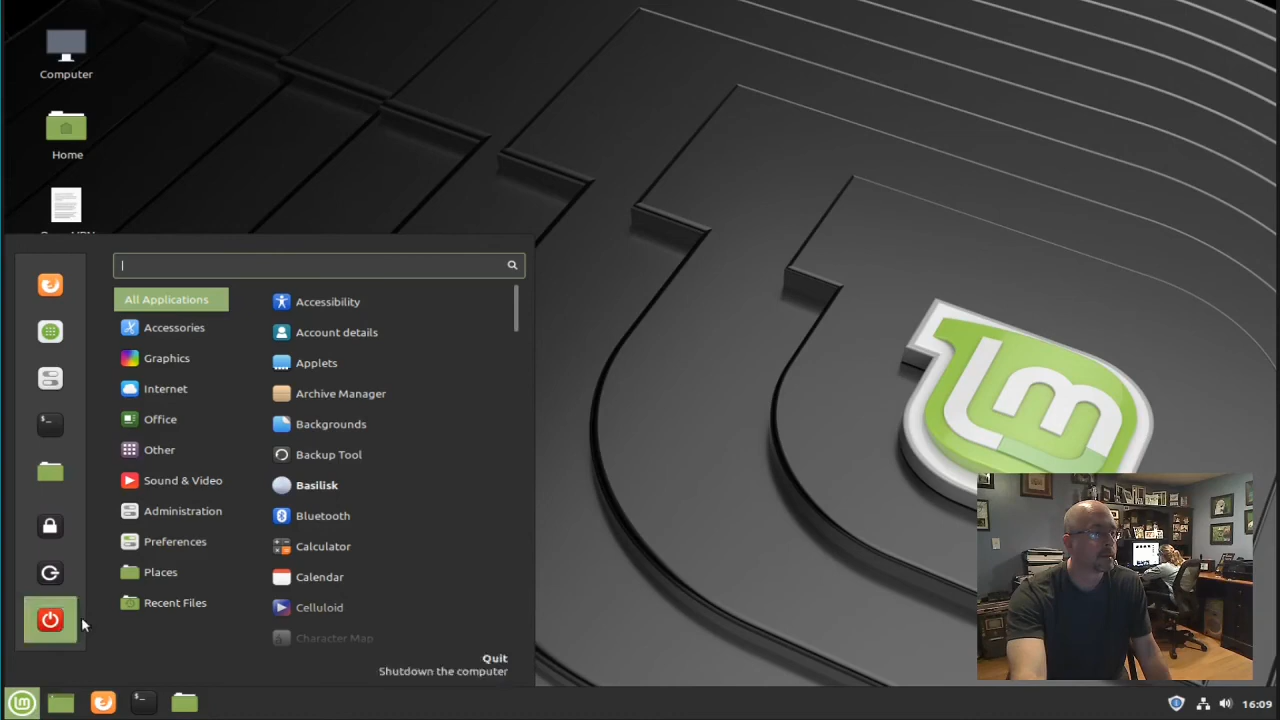 Computer
Home
All Applications
Accessories
Graphics
Internet
Office
Other
Sound & Video
Administration
Preferences
Places
Recent Files
Accessibility
Account details
Applets
Archive Manager
Backgrounds
Backup Tool
Basilisk
Bluetooth
Calculator
Calendar
Celluloid
Character Map
Quit
Shutdown the computer
lm
16:09